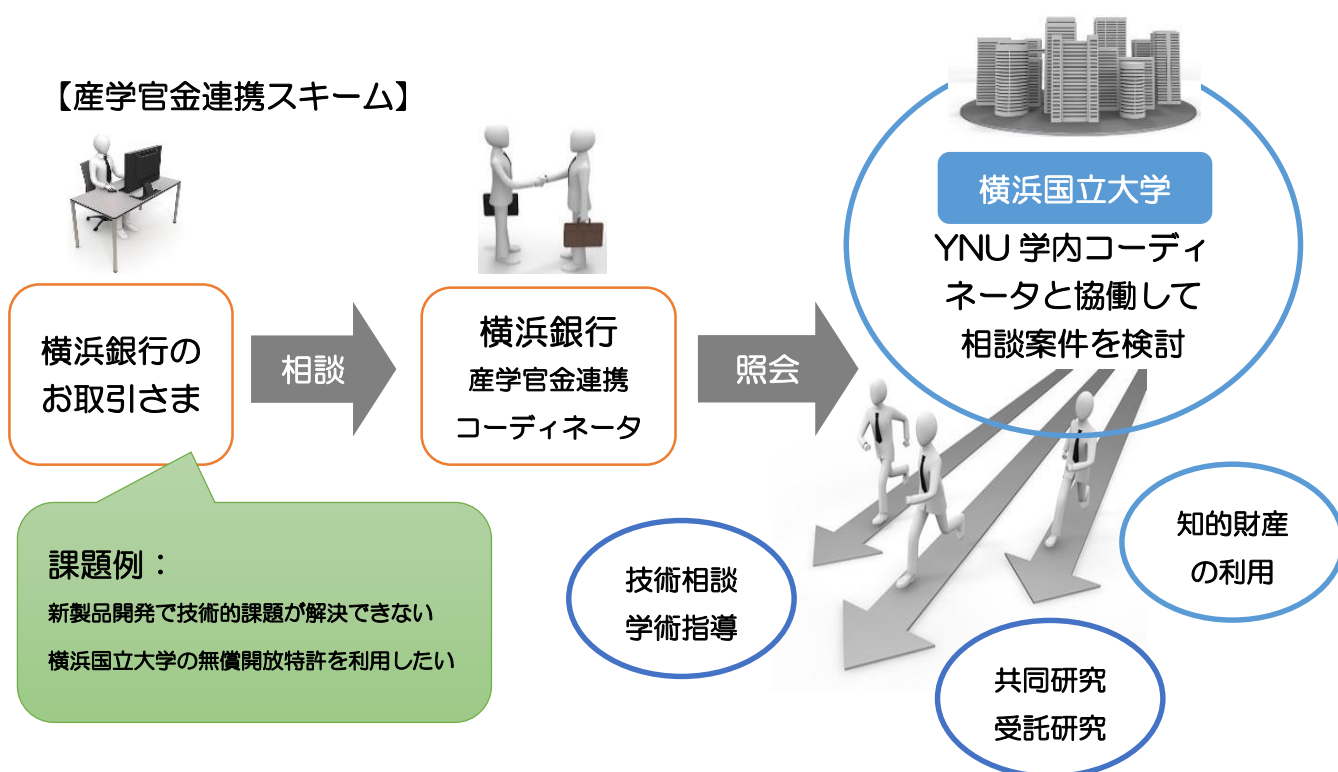 【産学官金連携スキーム】
横浜銀行の
お取引さま
相談
横浜銀行
産学官金連携
コーディネータ
照会
横浜国立大学
YNU 学内コーディ
ネータと協働して
相談案件を検討
課題例：
新製品開発で技術的課題が解決できない
横浜国立大学の無償開放特許を利用したい
技術相談
学術指導
共同研究
受託研究
知的財産
の利用